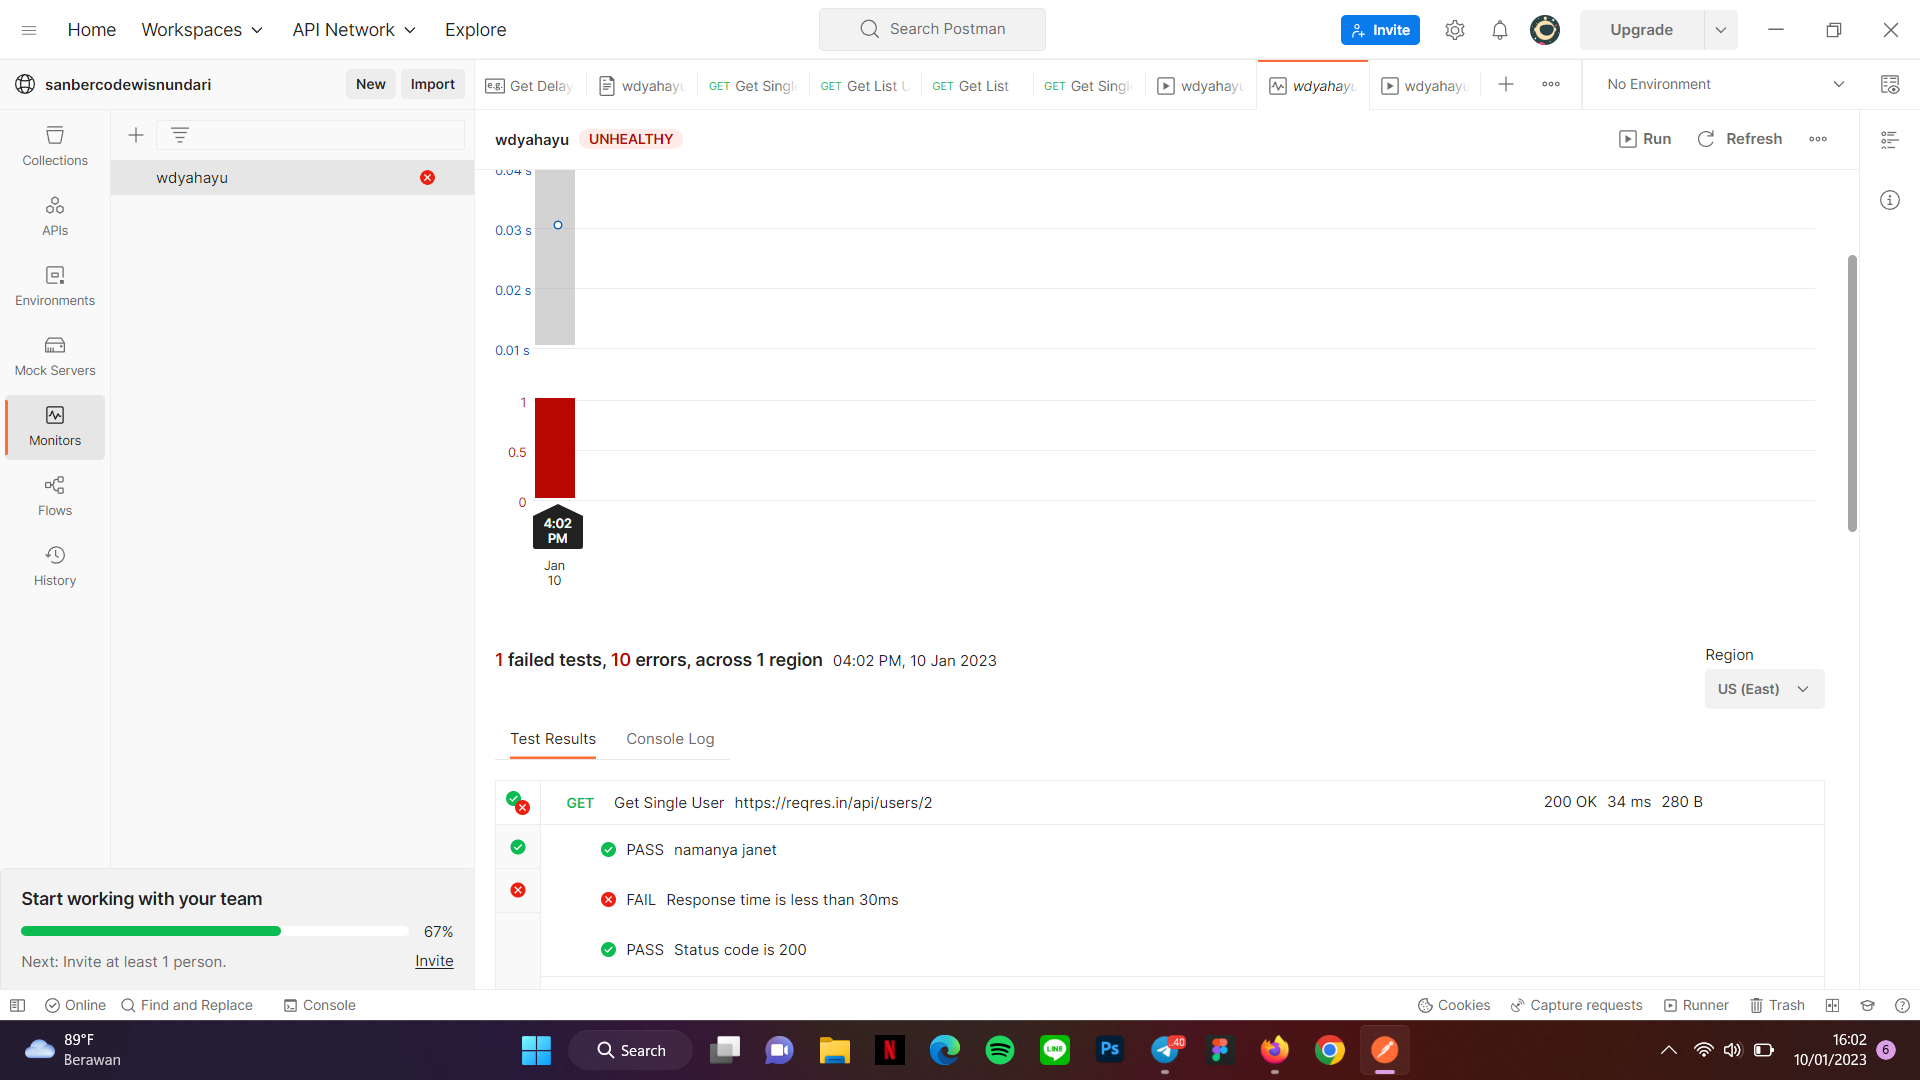 Home
Workspaces
API Network
Explore
Search Postman
Invite
Upgrade
sanbercodewisnundari
New
Import
e.g. Get Delay
wdyahayu
GET Get Singl
GET Get List U
GET Get List
GET Get Singl
wdyahayu
wdyahayu
wdyahayu
No Environment
Collections
APIs
Environments
Mock Servers
Monitors
Flows
History
wdyahayu
wdyahayu UNHEALTHY
Run
Refresh
0.04 s
0.03 s
0.02 s
0.01 s
1
0.5
0
4:02
PM
Jan
10
1 failed tests, 10 errors, across 1 region 04:02 PM, 10 Jan 2023
Region
US (East)
Test Results
Console Log
GET Get Single User https://reqres.in/api/users/2 200 OK 34 ms 280 B
PASS namanya janet
FAIL Response time is less than 30ms
PASS Status code is 200
Start working with your team
67%
Next: Invite at least 1 person. Invite
Online
Find and Replace
Console
Cookies
Capture requests
Runner
Trash
89°F
Berawan
Search
N
LINE
Ps
.40
16:02
10/01/2023
6